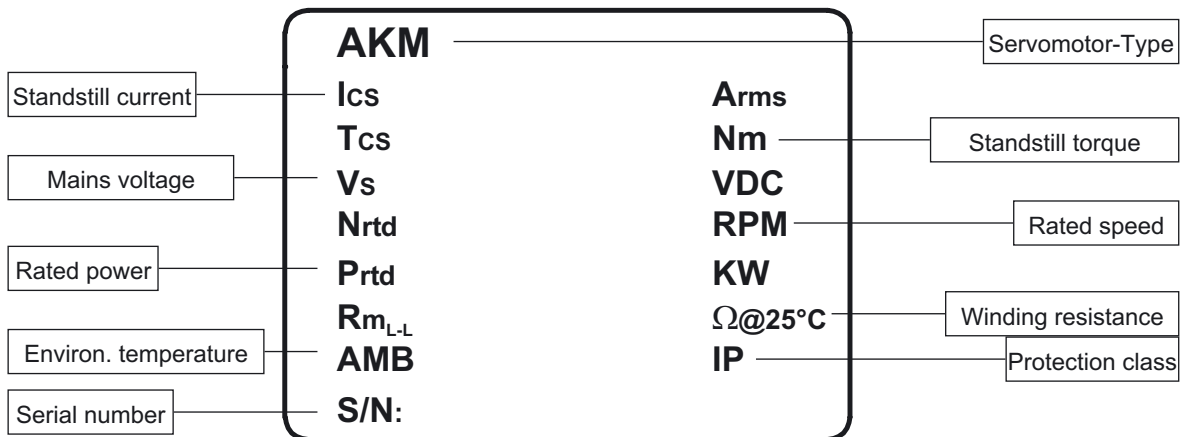 AKM Servomotor-Type
Standstill current Ics Arms
Tcs Nm Standstill torque
Mains voltage Vs VDC
Nrtd RPM Rated speed
Rated power Prtd KW
RmL-L Ω@25°C Winding resistance
Environ. temperature AMB IP Protection class
Serial number S/N: